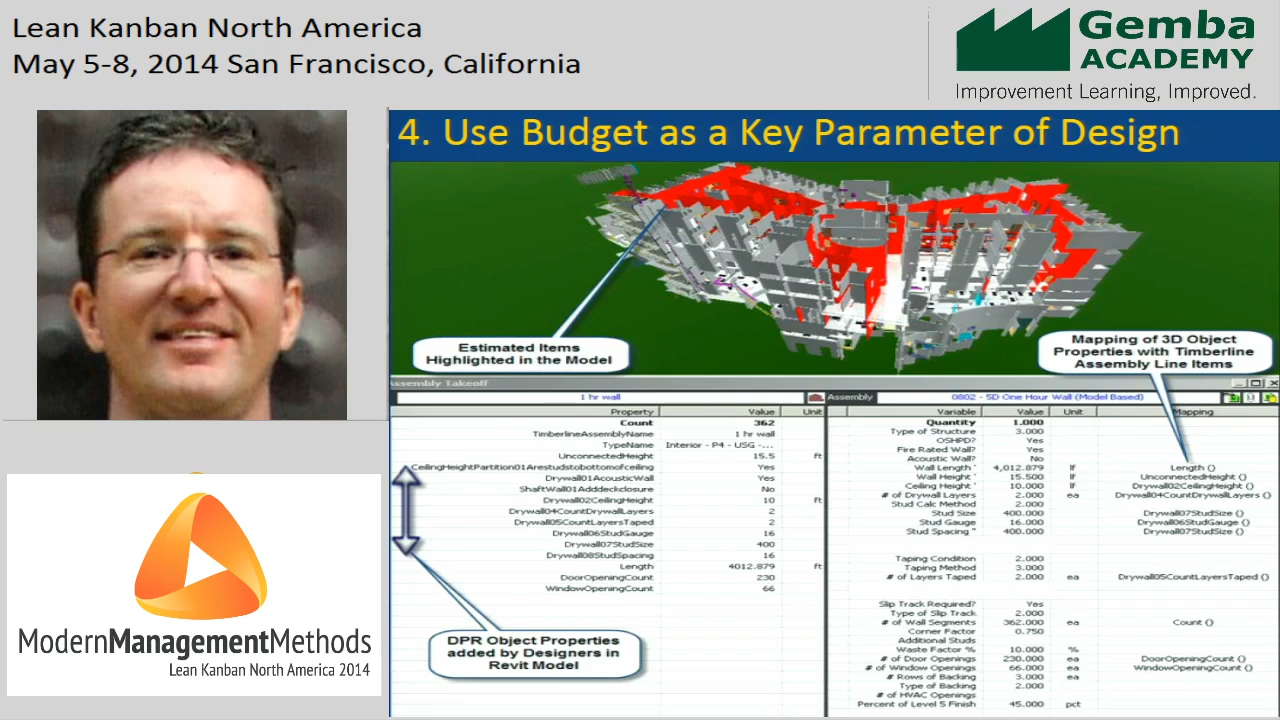 Lean Kanban North America
May 5-8, 2014 San Francisco, California
Gemba
ACADEMY
Improvement Learning, Improved.
4. Use Budget as a Key Parameter of Design
Estimated Items
Highlighted in the Model
Mapping of 3D Object
Properties with Timberline
Assembly Line Items
Assembly Takeoff
1 hr wall
Property Value Unit
Count 362
TimberlineAssemblyName 1 hr wall
TypeName Interior - P4 - USG -...
UnconnectedHeight 15.5 ft
CeilingHeightPartition01Arestudstobottomofceiling Yes
Drywall01AcousticWall Yes
ShaftWall01Adddeckclosure No
Drywall02CeilingHeight 10 ft
Drywall04CountDrywallLayers 2
Drywall05CountLayersTaped 2
Drywall06StudGauge 16
Drywall07StudSize 400
Drywall08StudSpacing 16
Length 4012.879 ft
DoorOpeningCount 230
WindowOpeningCount 66
DPR Object Properties
added by Designers in
Revit Model
Assembly 0802 - 5D One Hour Wall (Model Based)
Variable Value Unit Mapping
Quantity 1.000
Type of Structure 3.000
OSHPD? Yes
Fire Rated Wall? Yes
Acoustic Wall? No
Wall Length ' 4,012.879 lf Length ()
Wall Height ' 15.500 lf UnconnectedHeight ()
Ceiling Height ' 10.000 lf Drywall02CeilingHeight ()
# of Drywall Layers 2.000 ea Drywall04CountDrywallLayers ()
Stud Calc Method 2.000
Stud Size 400.000 Drywall07StudSize ()
Stud Gauge 16.000 Drywall06StudGauge ()
Stud Spacing " 400.000 Drywall07StudSize ()
Taping Condition 2.000
Taping Method 3.000
# of Layers Taped 2.000 ea Drywall05CountLayersTaped ()
Slip Track Required? Yes
Type of Slip Track 2.000
# of Wall Segments 362.000 ea Count ()
Corner Factor 0.750
Additional Studs
Waste Factor % 10.000 %
# of Door Openings 230.000 ea DoorOpeningCount ()
# of Window Openings 66.000 ea WindowOpeningCount ()
# Rows of Backing 3.000 ea
Type of Backing 2.000
# of HVAC Openings
Percent of Level 5 Finish 45.000 pct
ModernManagementMethods
Lean Kanban North America 2014